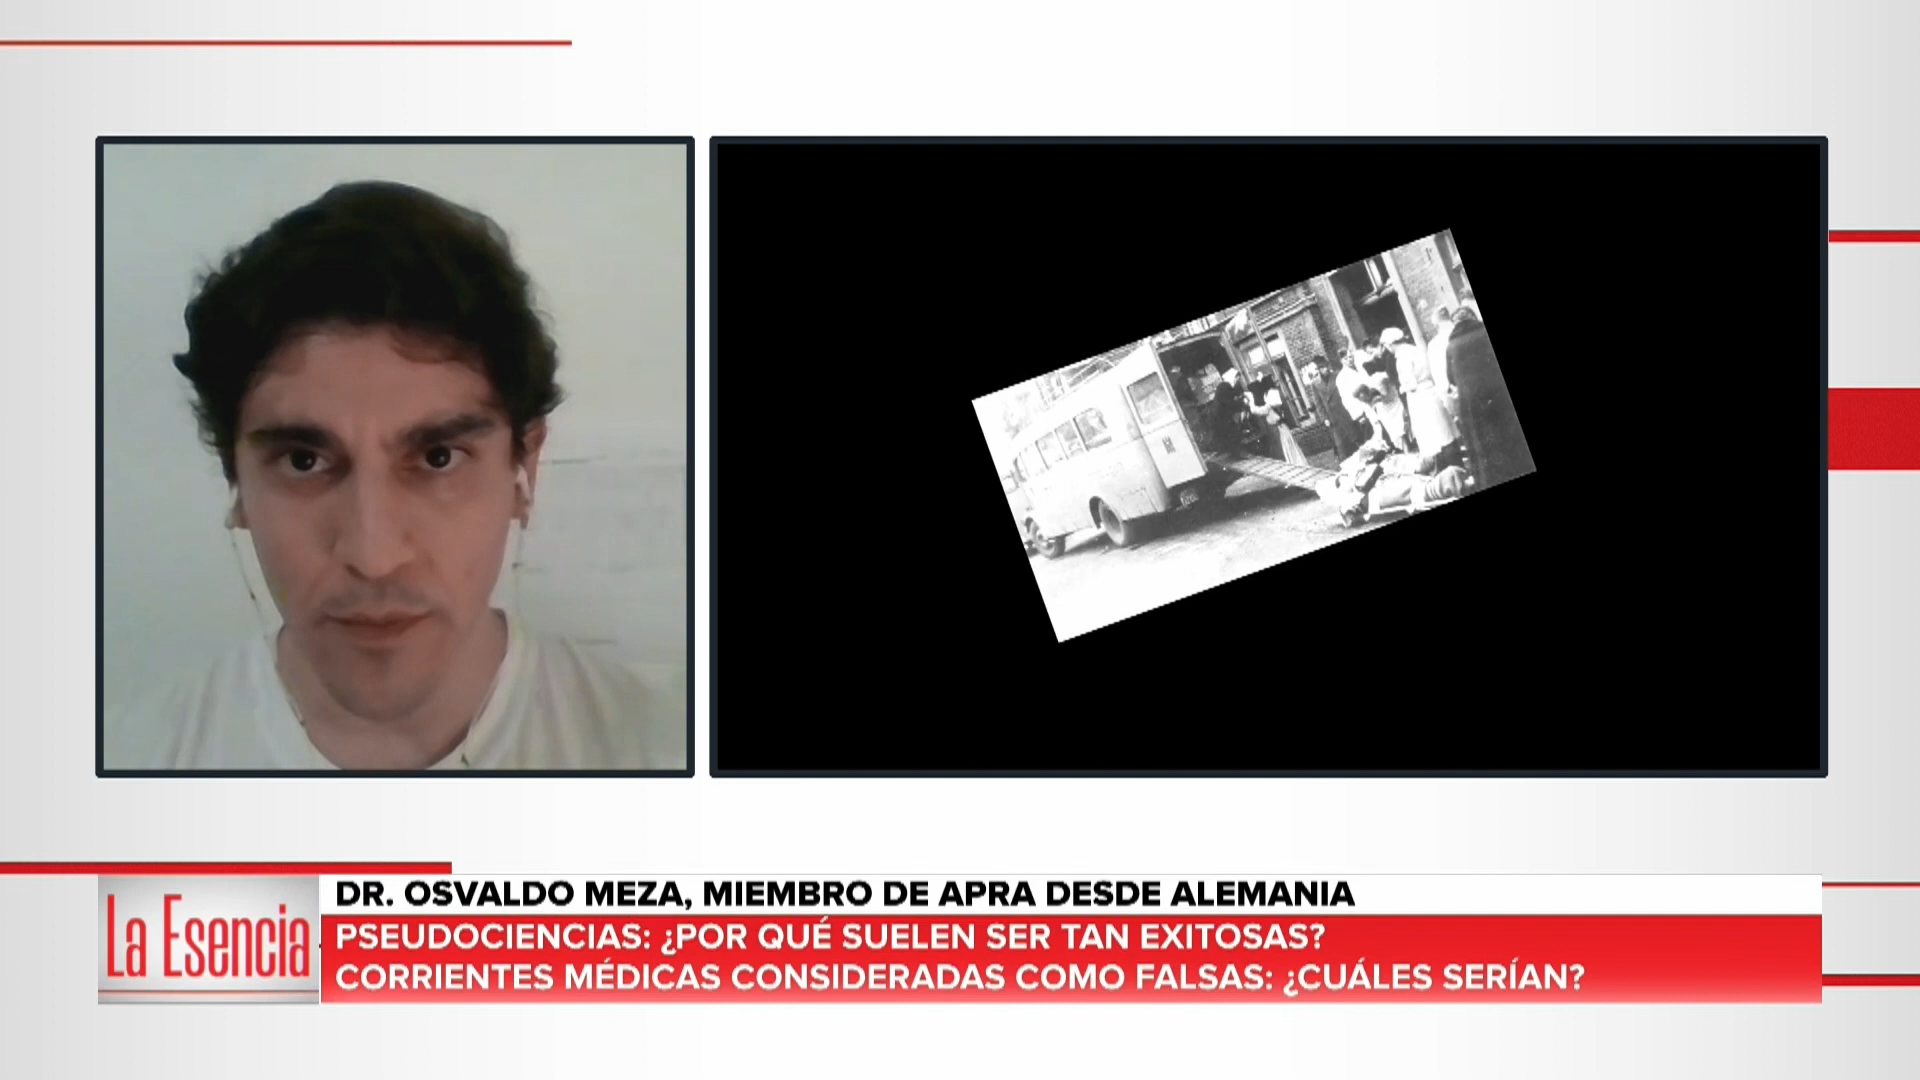 DR. OSVALDO MEZA, MIEMBRO DE APRA DESDE ALEMANIA
La Esencia
PSEUDOCIENCIAS: ¿POR QUÉ SUELEN SER TAN EXITOSAS?
CORRIENTES MÉDICAS CONSIDERADAS COMO FALSAS: ¿CUÁLES SERÍAN?